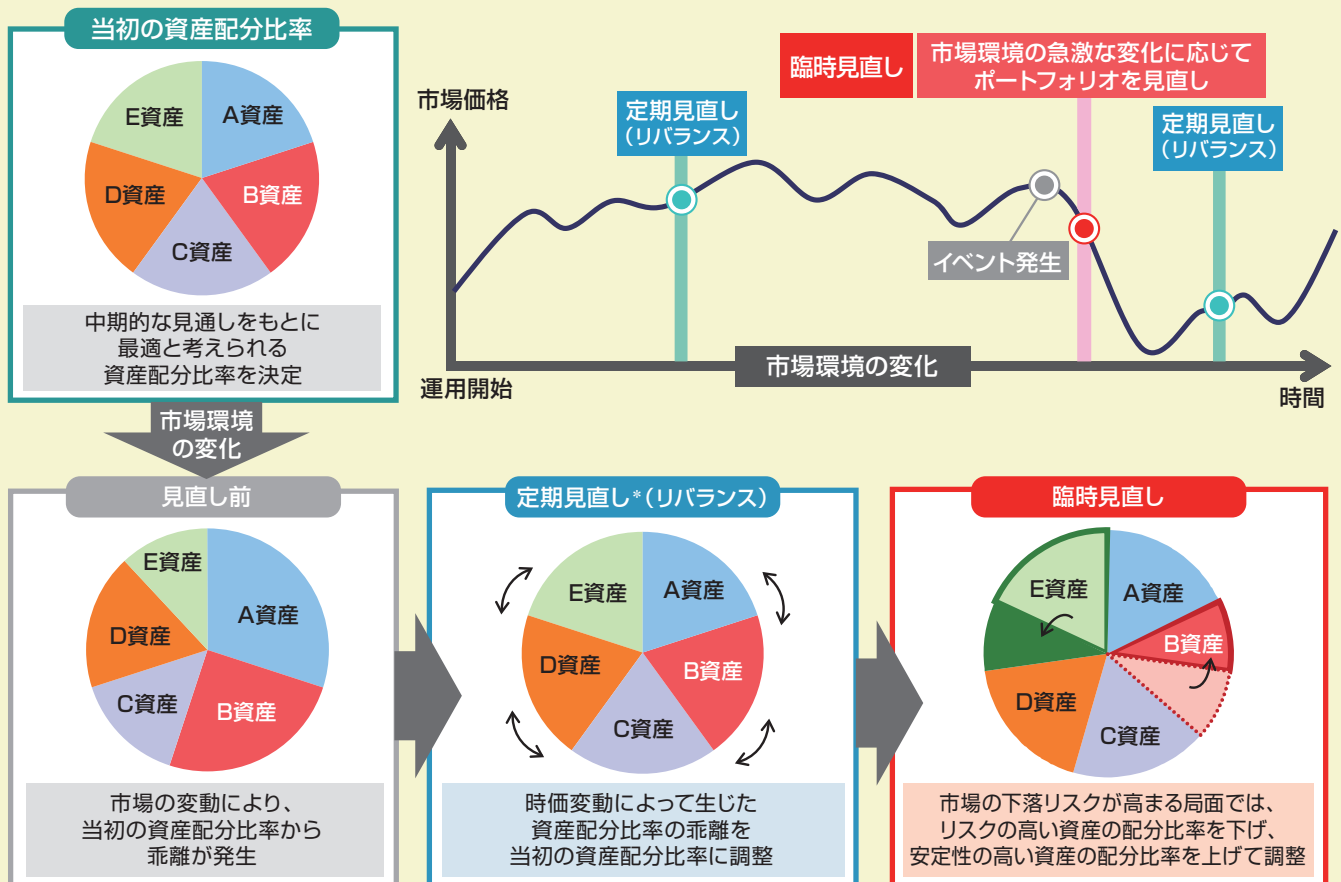 当初の資産配分比率
E資産
A資産
D資産
B資産
C資産
中期的な見通しをもとに
最適と考えられる
資産配分比率を決定
市場価格
定期見直し
（リバランス）
臨時見直し
市場環境の急激な変化に応じて
ポートフォリオを見直し
定期見直し
（リバランス）
イベント発生
市場環境の変化
運用開始
時間
市場環境
の変化
見直し前
E資産
A資産
D資産
C資産
B資産
市場の変動により、
当初の資産配分比率から
乖離が発生
定期見直し*（リバランス）
E資産
A資産
D資産
B資産
C資産
時価変動によって生じた
資産配分比率の乖離を
当初の資産配分比率に調整
臨時見直し
E資産
A資産
B資産
D資産
C資産
市場の下落リスクが高まる局面では、
リスクの高い資産の配分比率を下げ、
安定性の高い資産の配分比率を上げて調整